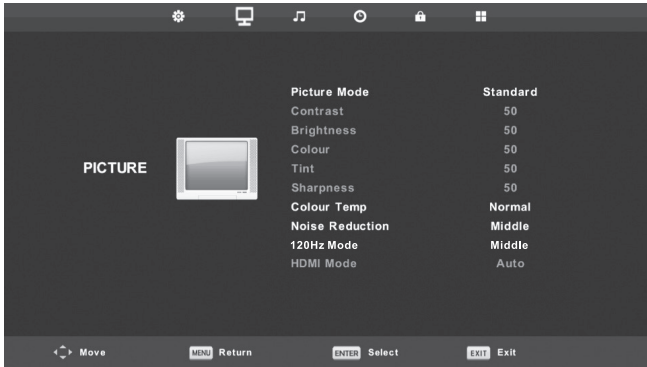 Picture Mode Standard
Contrast 50
Brightness 50
Colour 50
PICTURE
Tint 50
Sharpness 50
Colour Temp Normal
Noise Reduction Middle
120Hz Mode Middle
HDMI Mode Auto
Move MENU Return ENTER Select EXIT Exit